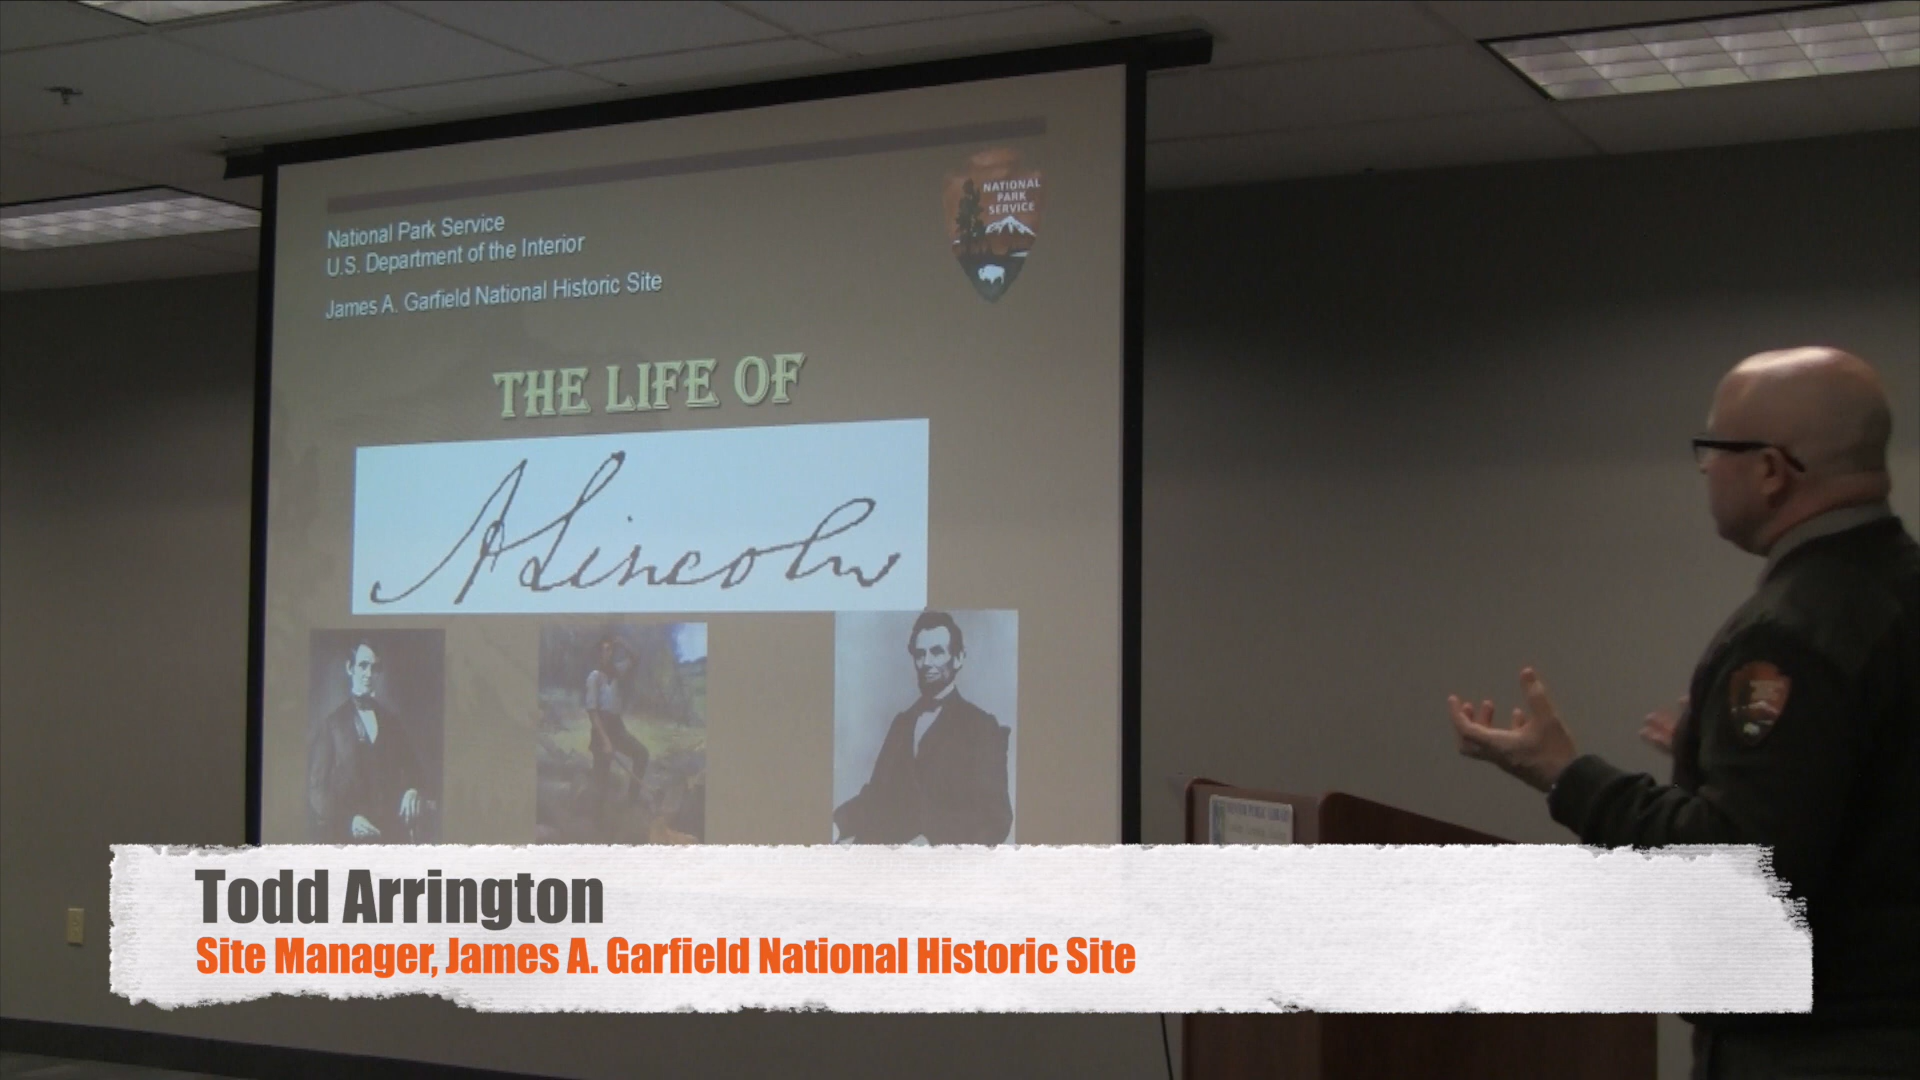 National Park Service
U.S. Department of the Interior
James A. Garfield National Historic Site
NATIONAL
PARK
SERVICE
THE LIFE OF
A Lincoln
Todd Arrington
Site Manager, James A. Garfield National Historic Site